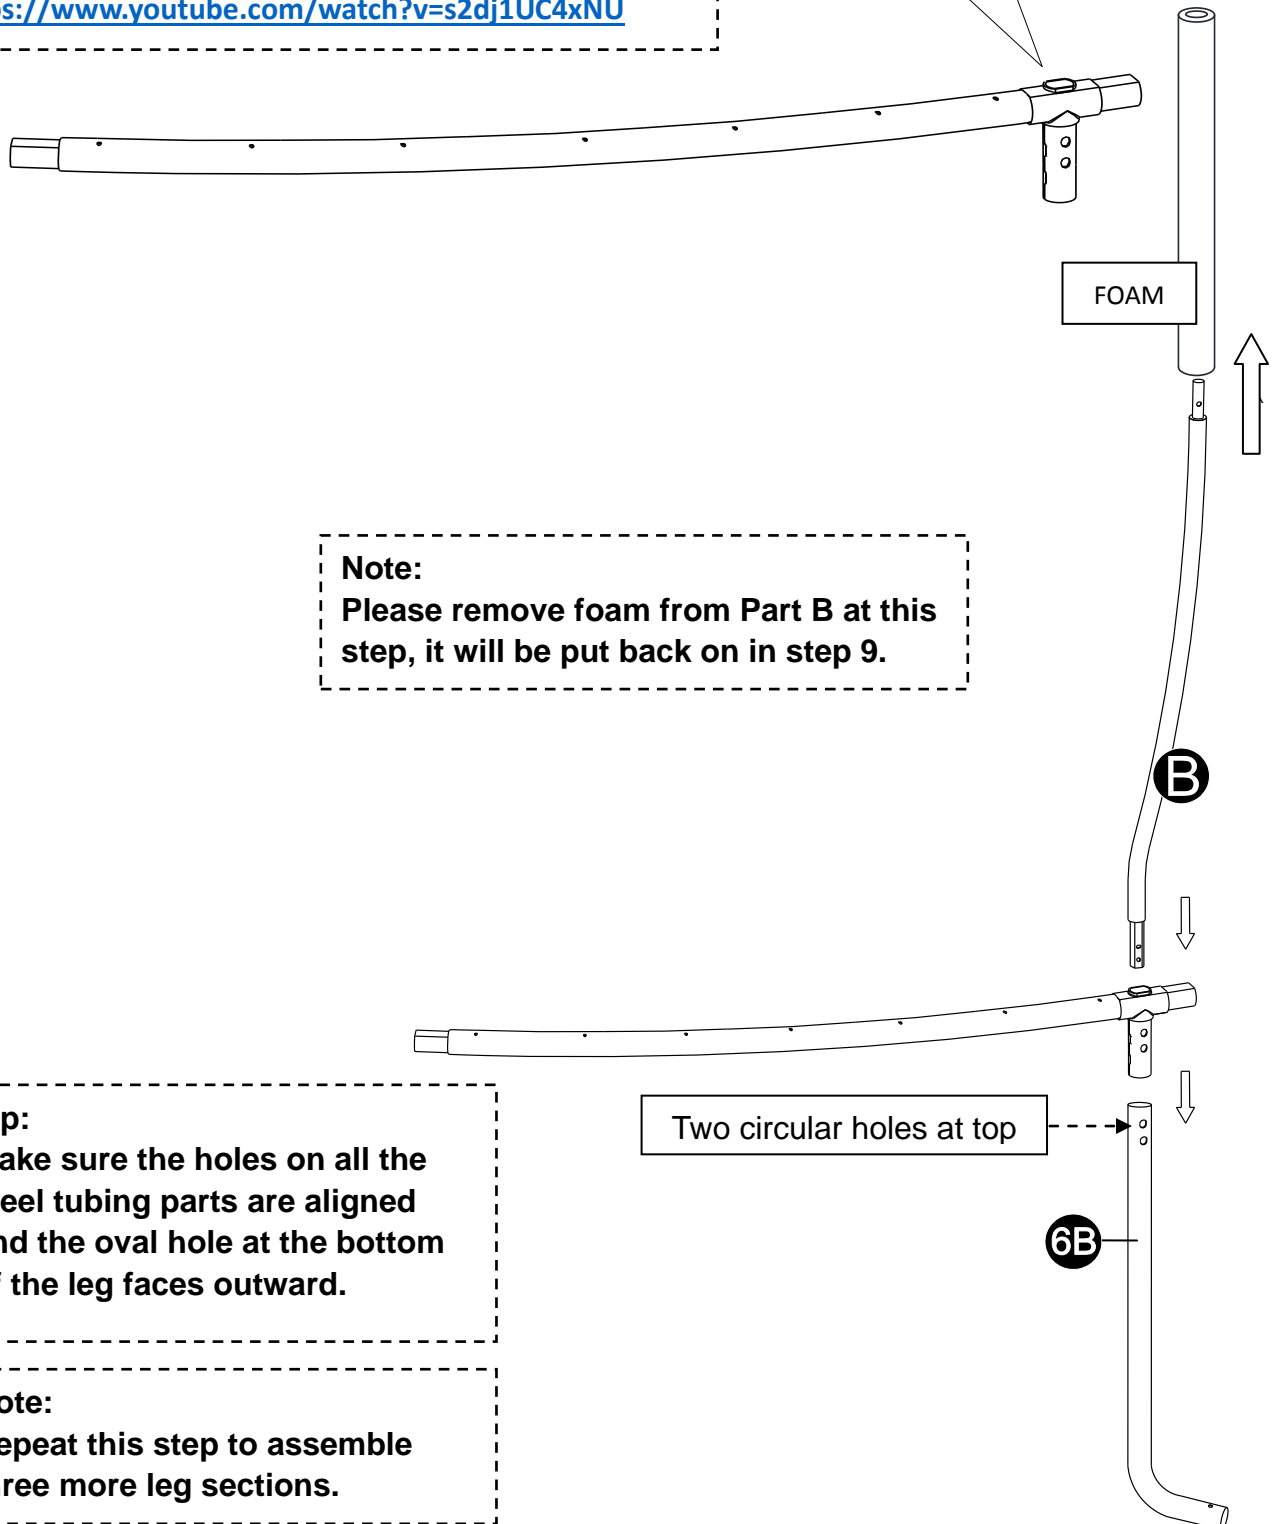 s://www.youtube.com/watch?v=s2dj1UC4xNU
FOAM
Note:
Please remove foam from Part B at this
step, it will be put back on in step 9.
B
Two circular holes at top
6B
p:
ake sure the holes on all the
eel tubing parts are aligned
nd the oval hole at the bottom
the leg faces outward.
ote:
epeat this step to assemble
hree more leg sections.